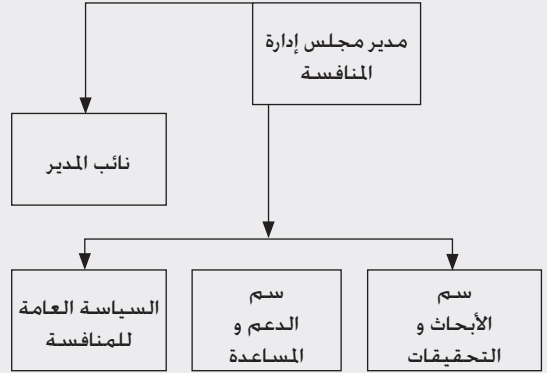 مدير مجلس إدارة
المنافسة
نائب المدير
سم
الأبحاث و
التحقيقات
سم
الدعم و
المساعدة
السياسة العامة
للمنافسة